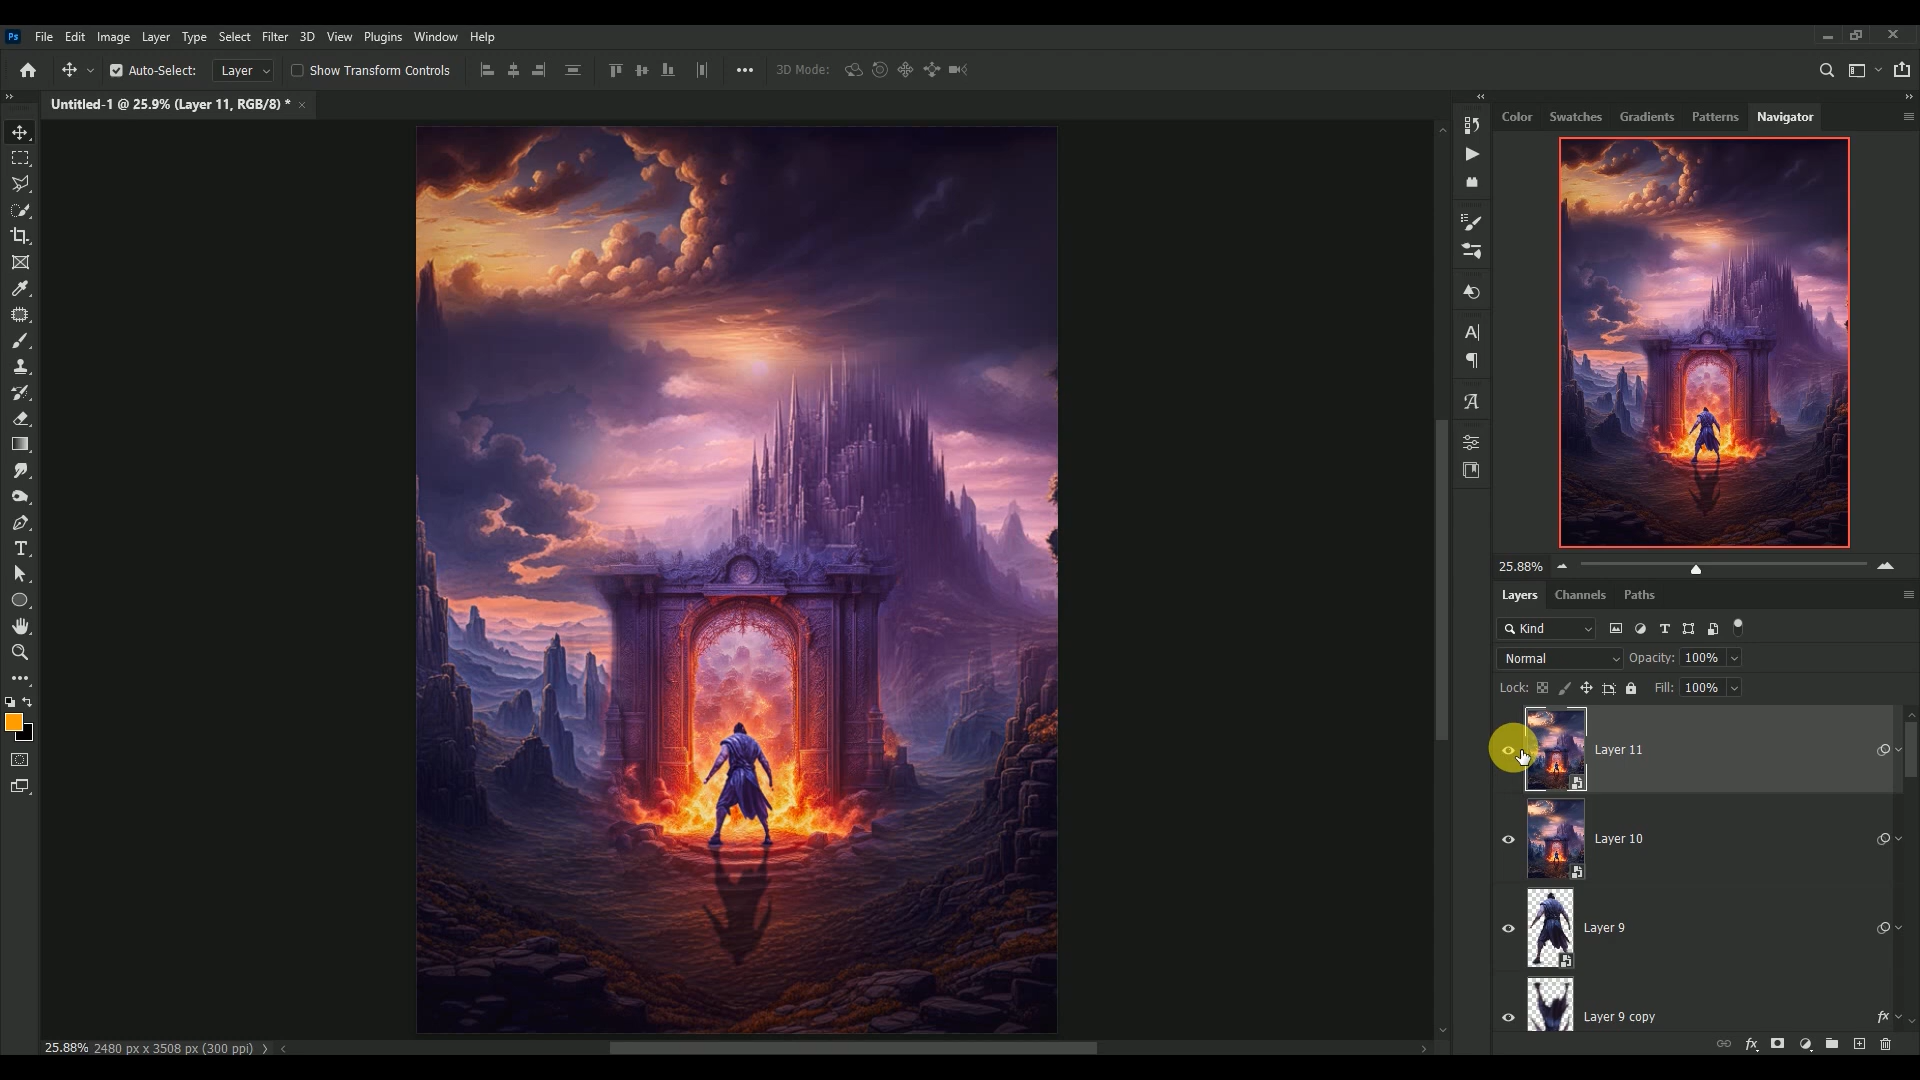 Ps File Edit Image Layer Type Select Filter 3D View Plugins Window Help
Auto-Select: Layer Show Transform Controls 3D Mode:
Untitled-1 @ 25.9% (Layer 11, RGB/8) *
Color Swatches Gradients Patterns Navigator
25.88%
Layers Channels Paths
Kind
Normal Opacity: 100%
Lock: Fill: 100%
Layer 11
Layer 10
Layer 9
Layer 9 copy fx
25.88% 2480 px x 3508 px (300 ppi)
fx